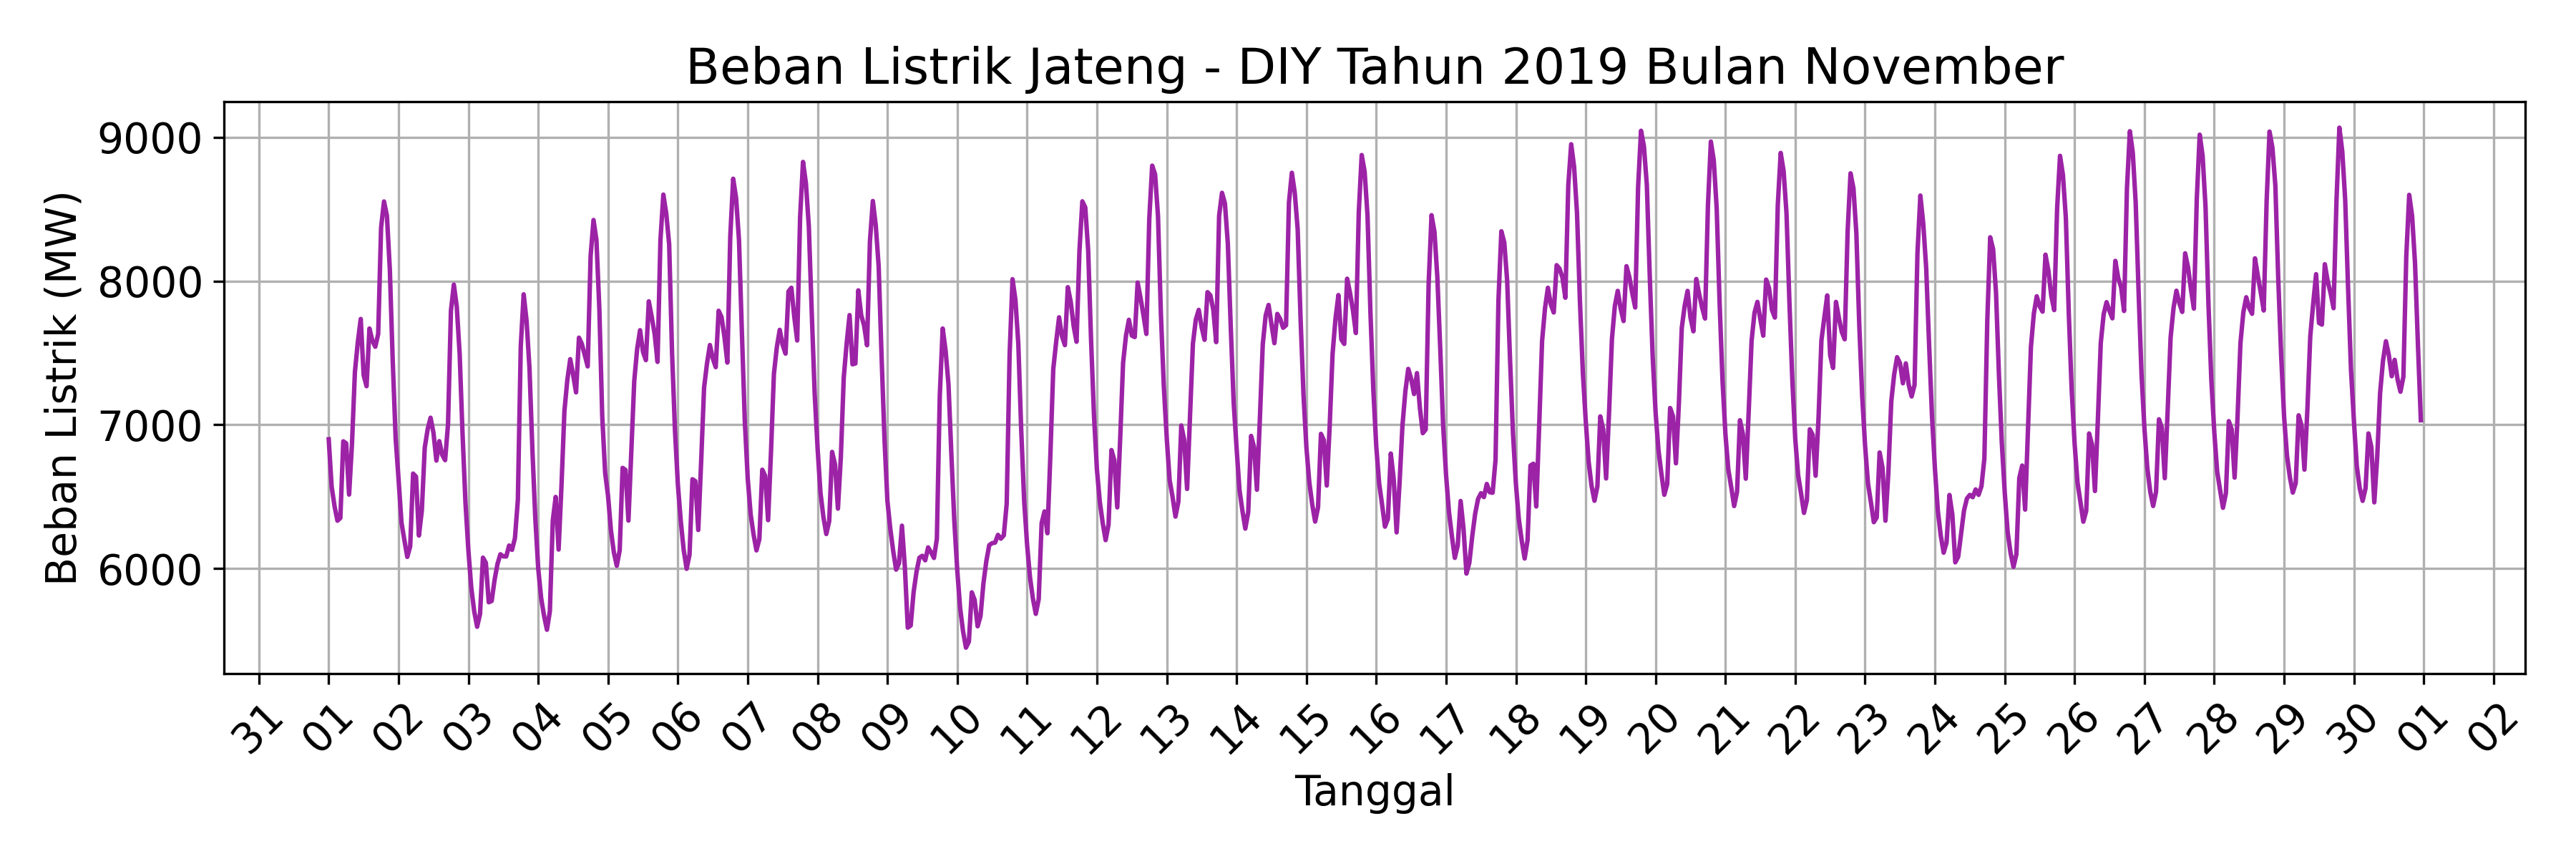 Beban Listrik Jateng - DIY Tahun 2019 Bulan November
Beban Listrik (MW)
9000
8000
7000
6000
31 01 02 03 04 05 06 07 08 09 10 11 12 13 14 15 16 17 18 19 20 21 22 23 24 25 26 27 28 29 30 01 02
Tanggal